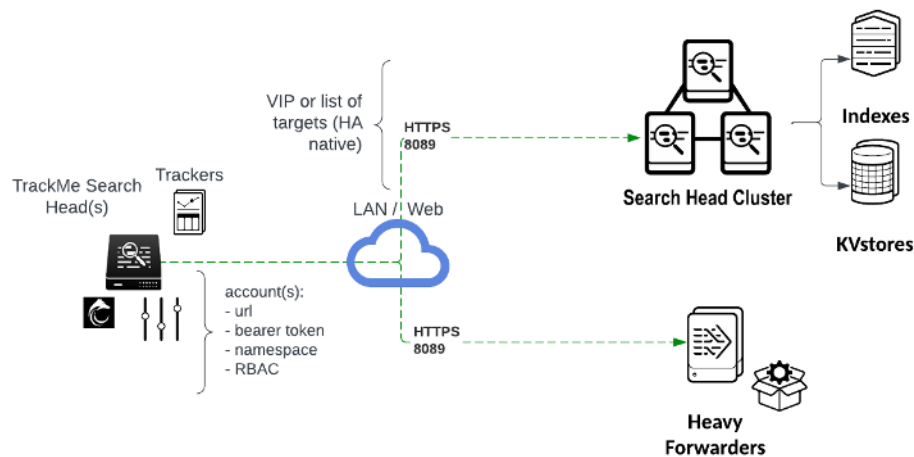 VIP or list of
targets (HA
native)
HTTPS
8089
Indexes
Search Head Cluster
KVstores
TrackMe Search
Head(s)
Trackers
LAN / Web
account(s):
- url
- bearer token
- namespace
- RBAC
HTTPS
8089
Heavy
Forwarders